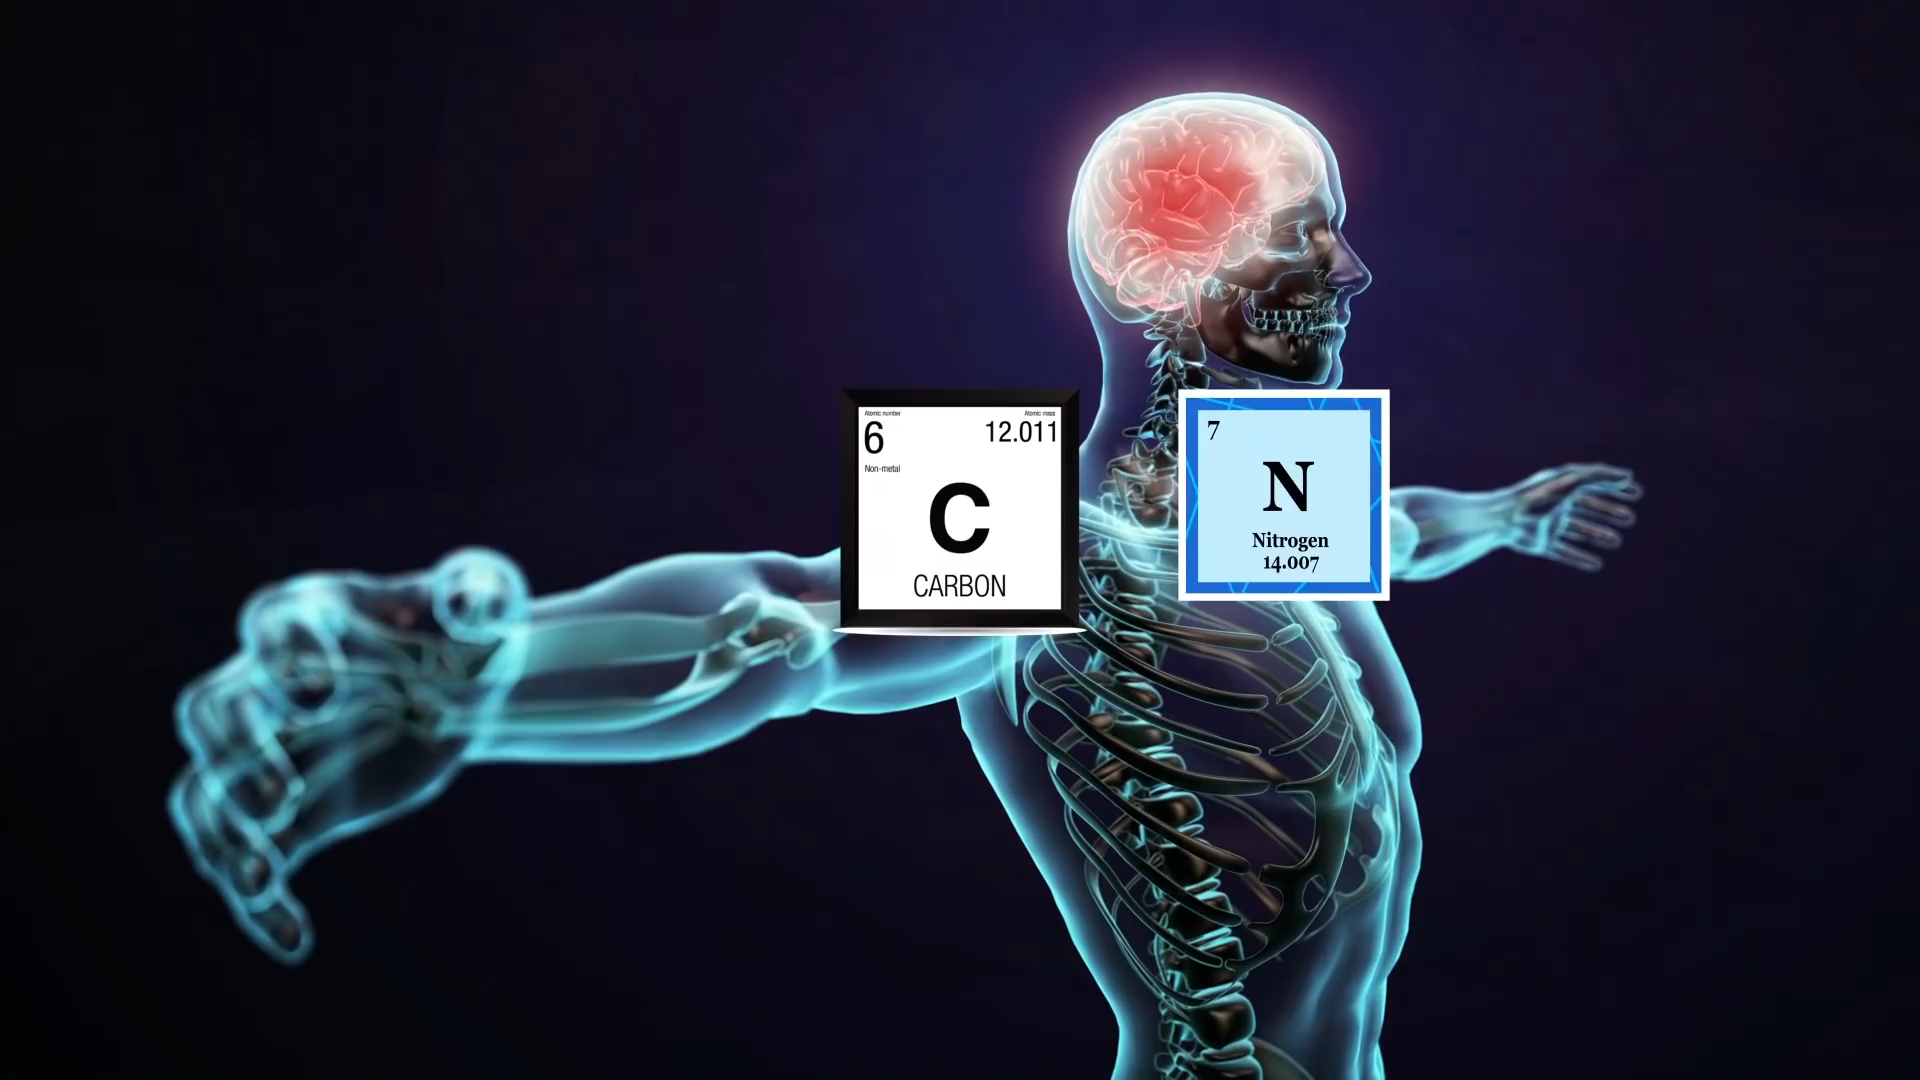 Atomic number
Atomic mass
6
12.011
Non-metal
C
CARBON
7
N
Nitrogen
14.007